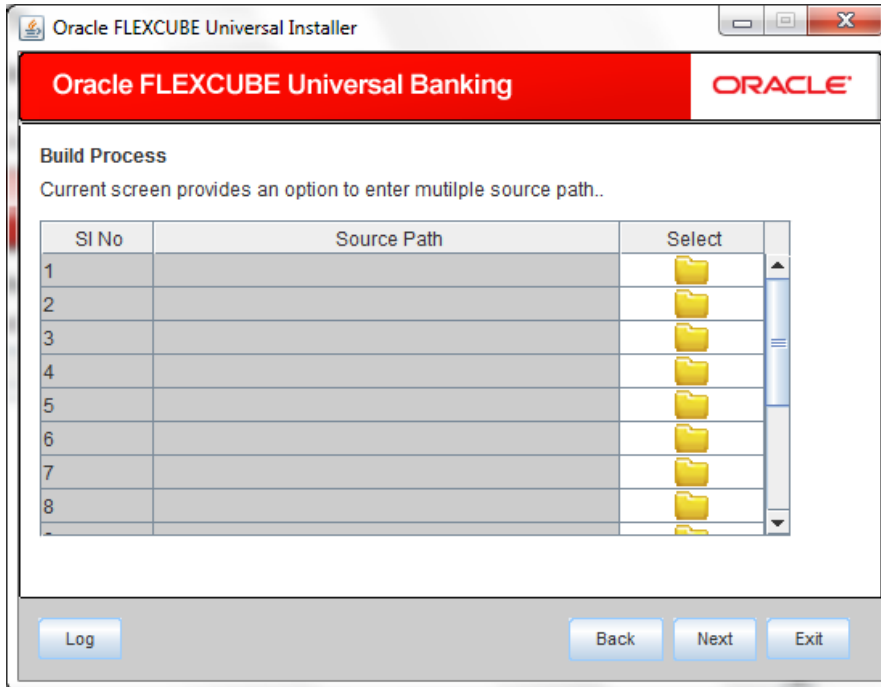 Oracle FLEXCUBE Universal Installer
Oracle FLEXCUBE Universal Banking
ORACLE
Build Process
Current screen provides an option to enter mutilple source path..
SI No Source Path Select
1
2
3
4
5
6
7
8
Log Back Next Exit